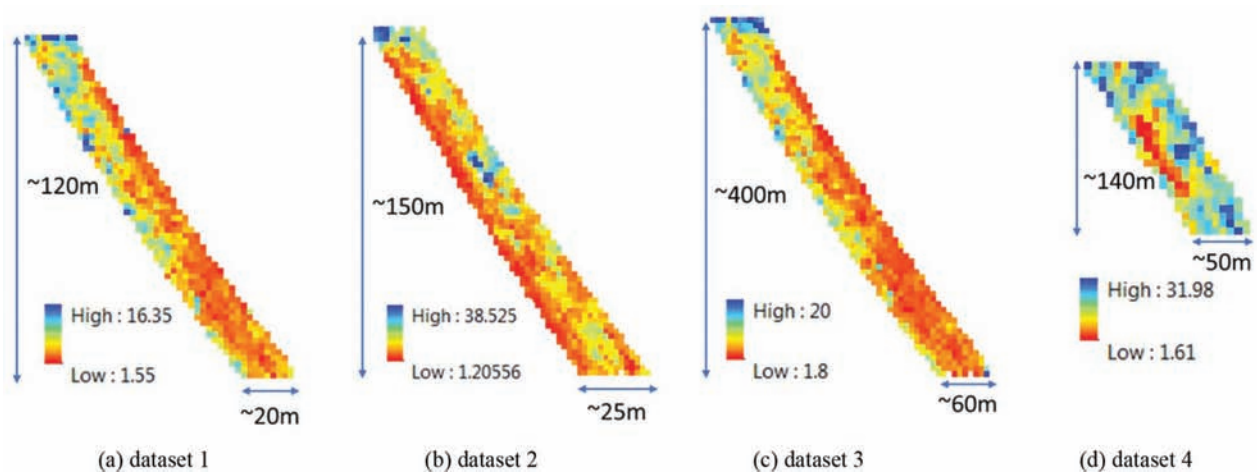 ~120m
High : 16.35
Low : 1.55
~20m
(a) dataset 1
~150m
High : 38.525
Low : 1.20556
~25m
(b) dataset 2
~400m
High : 20
Low : 1.8
~60m
(c) dataset 3
~140m
~50m
High : 31.98
Low : 1.61
(d) dataset 4